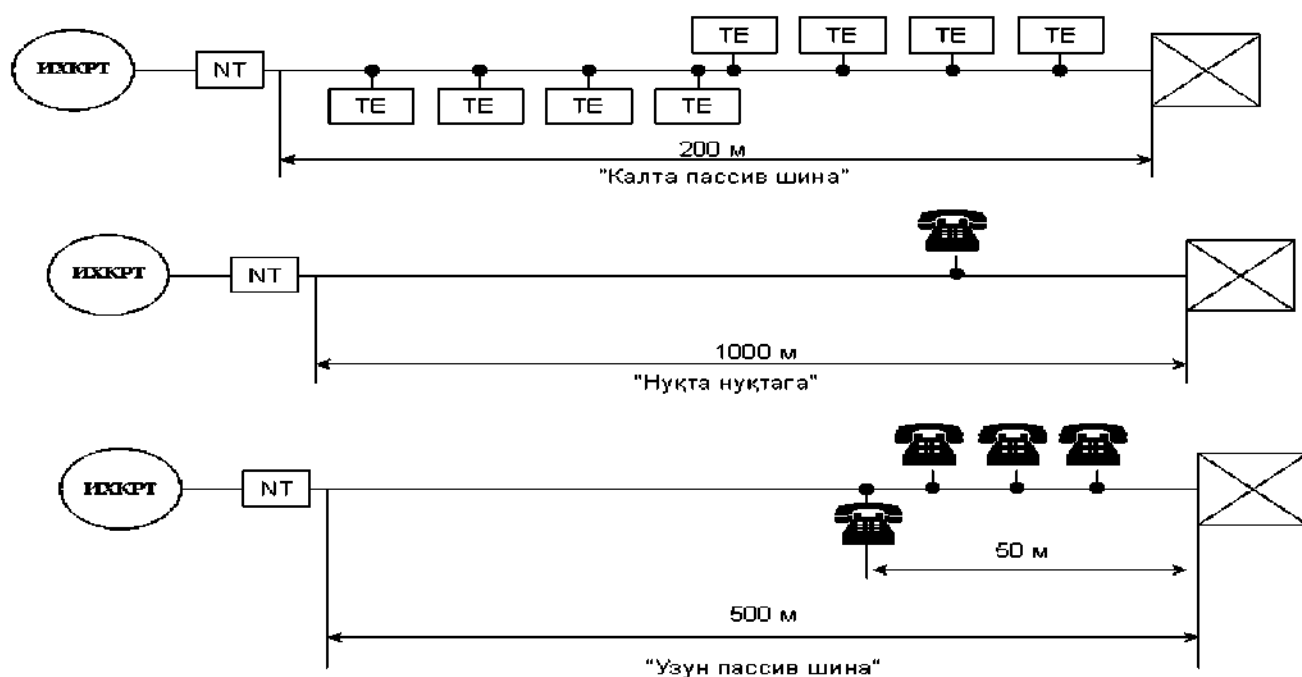 TE TE TE TE
ИХКРТ NT
TE TE TE TE
200 м
"Калта пассив шина"
ИХКРТ NT
1000 м
"Нуқта нуқтага"
ИХКРТ NT
50 м
500 м
"Узун пассив шина"